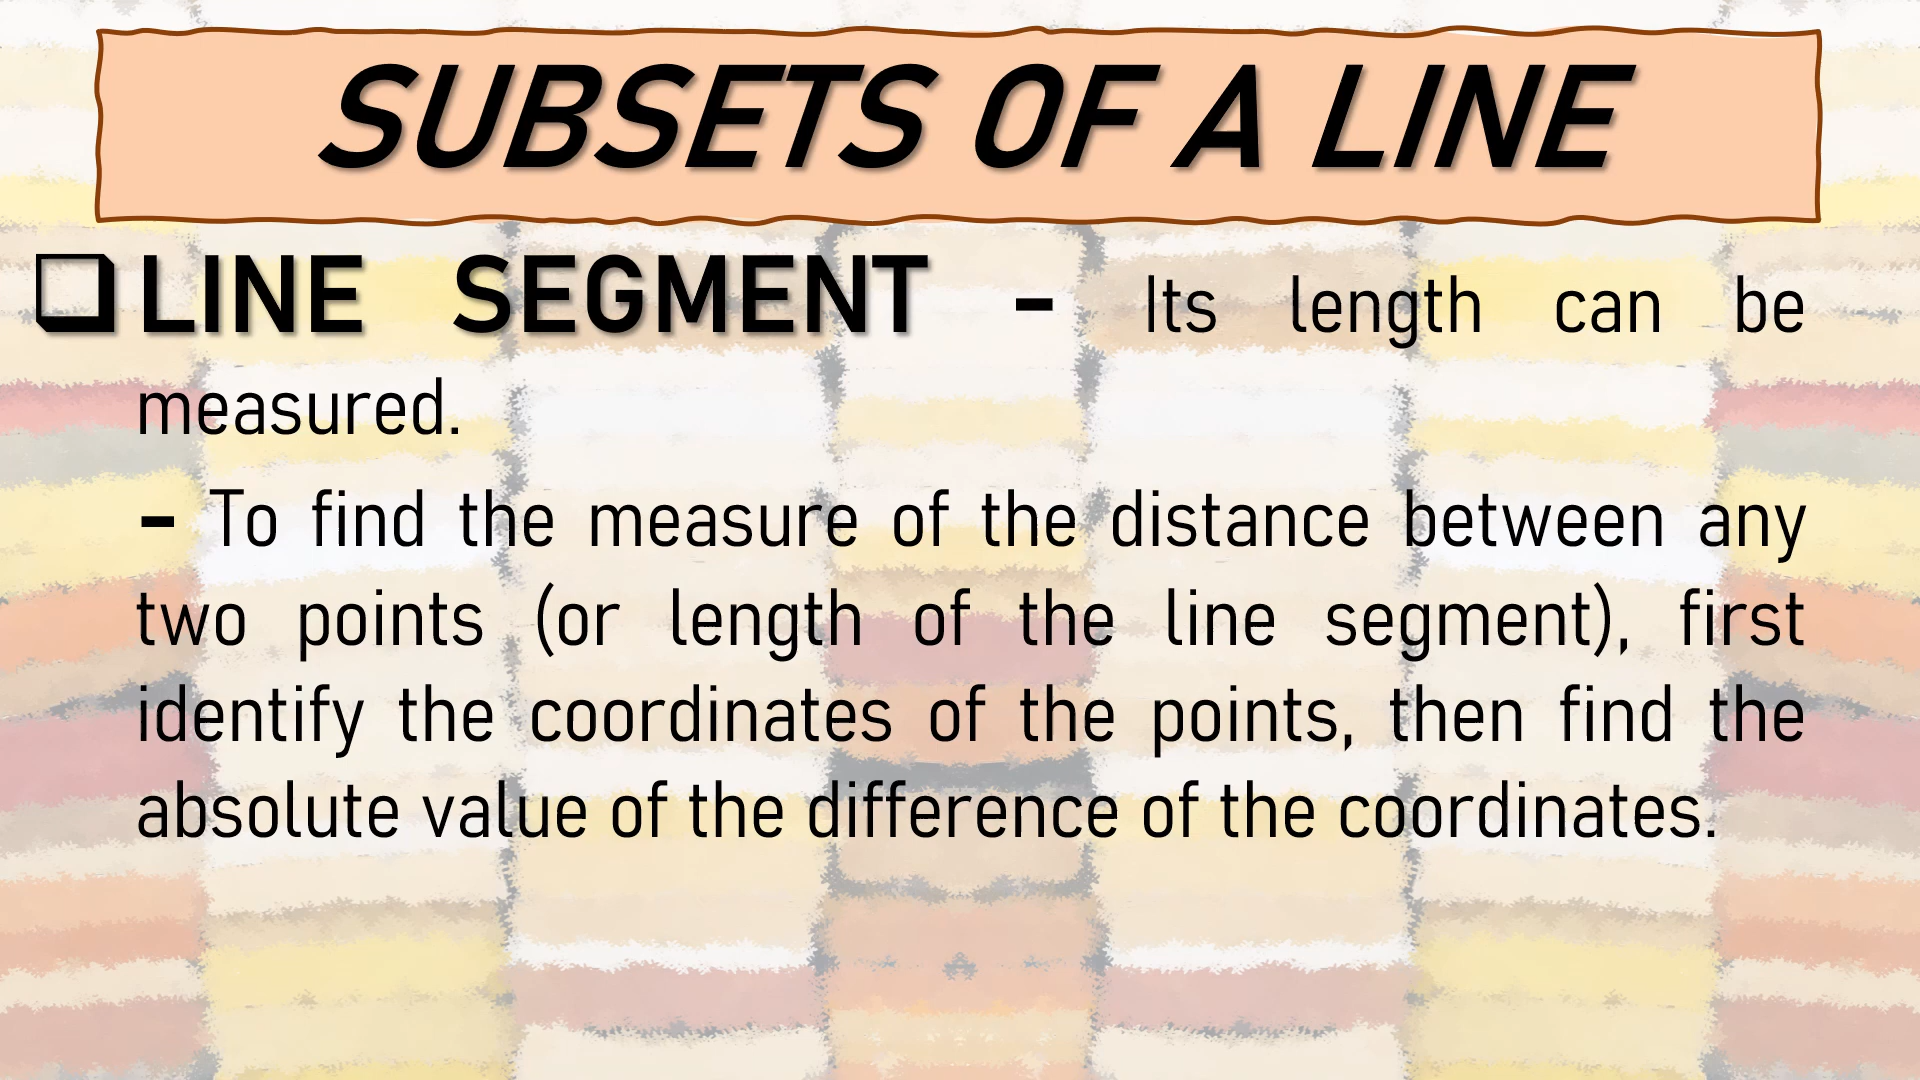 SUBSETS OF A LINE
❑LINE SEGMENT – Its length can be
measured.
– To find the measure of the distance between any
two points (or length of the line segment), first
identify the coordinates of the points, then find the
absolute value of the difference of the coordinates.